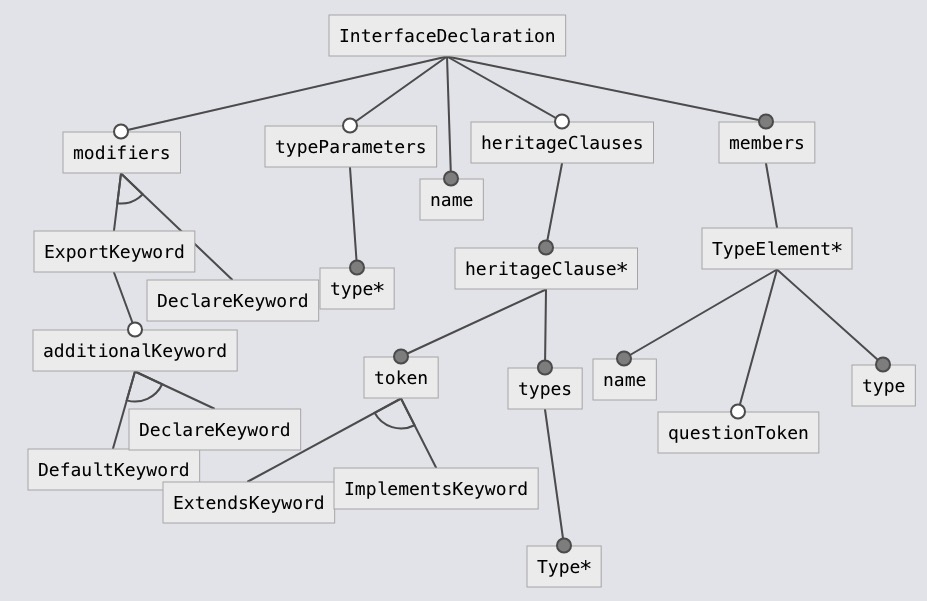 InterfaceDeclaration
modifiers
typeParameters
name
heritageClauses
members
ExportKeyword
DeclareKeyword
type*
heritageClause*
TypeElement*
additionalKeyword
token
types
name
questionToken
type
DeclareKeyword
DefaultKeyword
ExtendsKeyword
ImplementsKeyword
Type*